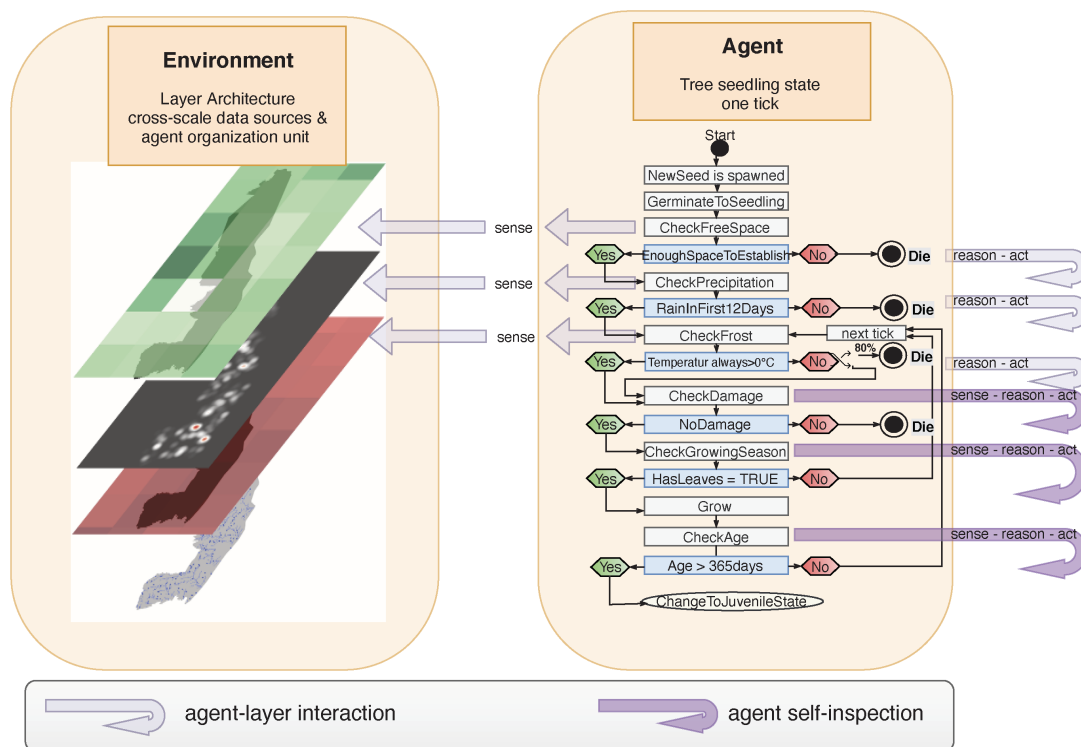 Environment
Layer Architecture
cross-scale data sources &
agent organization unit
Agent
Tree seedling state
one tick
Start
NewSeed is spawned
GerminateToSeedling
sense
CheckFreeSpace
Yes
EnoughSpaceToEstablish
No
Die
reason - act
sense
CheckPrecipitation
Yes
RainInFirst12Days
No
Die
reason - act
sense
CheckFrost
next tick
Yes
Temperatur always>0°C
No
80%
Die
reason - act
CheckDamage
sense - reason - act
Yes
NoDamage
No
Die
CheckGrowingSeason
sense - reason - act
Yes
HasLeaves = TRUE
No
Grow
CheckAge
sense - reason - act
Yes
Age > 365days
No
ChangeToJuvenileState
agent-layer interaction
agent self-inspection